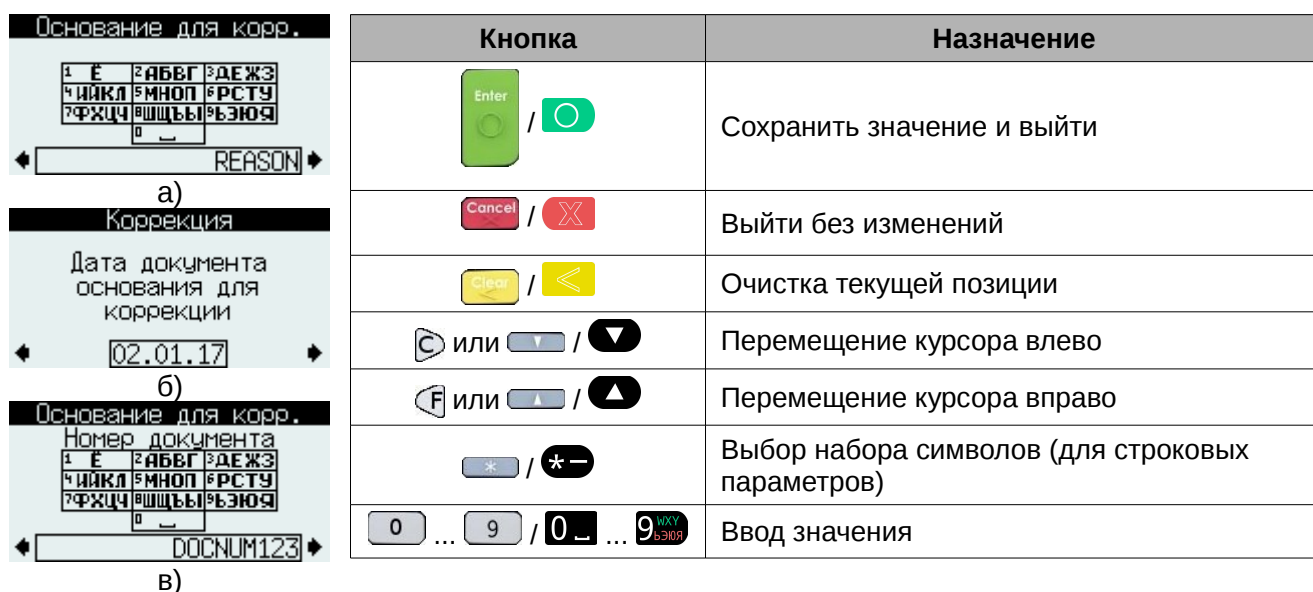 Основание для корр.
1 Ё 2АБВГ 3ДЕЖЗ
4ИЙКЛ 5МНОП 6РСТУ
7ФХЦЧ 8ШЩЪЫ 9ЬЭЮЯ
0
REASON
а)
Коррекция
Дата документа
основания для
коррекции
02.01.17
б)
Основание для корр.
Номер документа
1 Ё 2АБВГ 3ДЕЖЗ
4ИЙКЛ 5МНОП 6РСТУ
7ФХЦЧ 8ШЩЪЫ 9ЬЭЮЯ
0
DOCNUM123
в)
Кнопка Назначение
Enter / Сохранить значение и выйти
Cancel / X Выйти без изменений
Clear / < Очистка текущей позиции
C или / Перемещение курсора влево
F или / Перемещение курсора вправо
* / *– Выбор набора символов (для строковых
параметров)
0 ... 9 / 0 ... 9 WXY ЬЭЮЯ Ввод значения